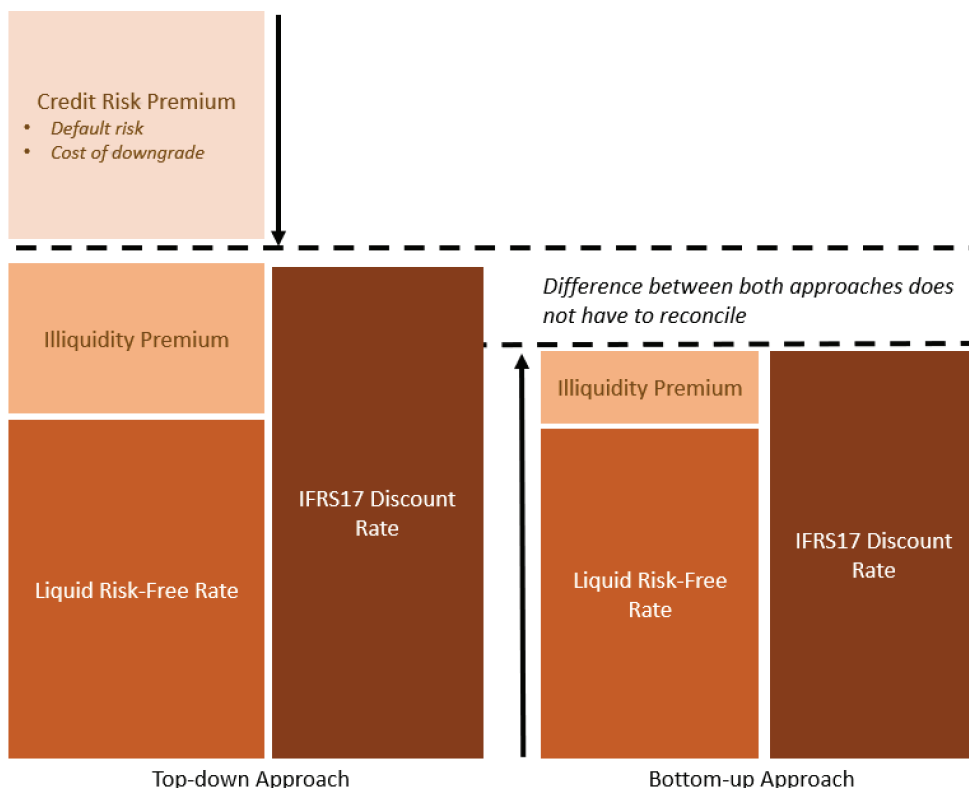 Credit Risk Premium
• Default risk
• Cost of downgrade
Illiquidity Premium
Liquid Risk-Free Rate
IFRS17 Discount
Rate
Top-down Approach
Difference between both approaches does
not have to reconcile
Illiquidity Premium
Liquid Risk-Free
Rate
IFRS17 Discount
Rate
Bottom-up Approach